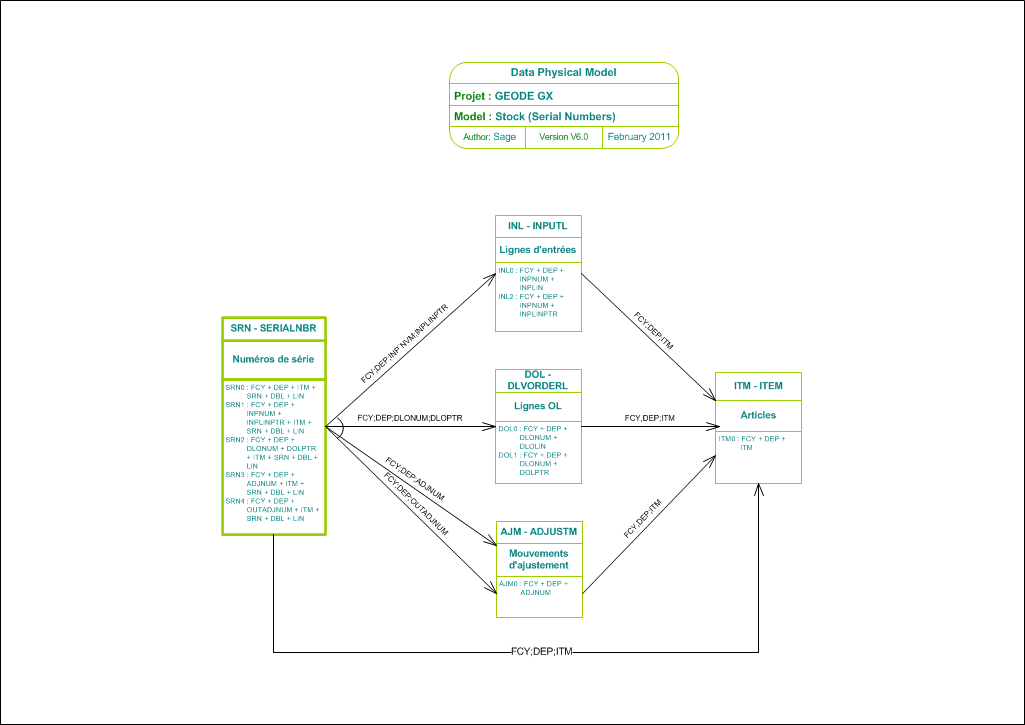 Data Physical Model
Projet : GEODE GX
Model : Stock (Serial Numbers)
Author: Sage
Version V6.0
February 2011
INL - INPUTL
Lignes d'entrées
INL0 : FCY + DEP +
INPNUM +
INPLIN
INL2 : FCY + DEP +
INPNUM +
INPLINPTR
FCY;DEP;INP NVM;INPLINPTR
FCY;DEP;ITM
SRN - SERIALNBR
Numéros de série
SRN0 : FCY + DEP + ITM +
SRN + DBL + LIN
SRN1 : FCY + DEP +
INPNUM +
INPLINPTR + ITM +
SRN + DBL + LIN
SRN2 : FCY + DEP +
DLONUM + DOLPTR
+ ITM + SRN + DBL +
LIN
SRN3 : FCY + DEP +
ADJNUM + ITM +
SRN + DBL + LIN
SRN4 : FCY + DEP +
OUTADJNUM + ITM +
SRN + DBL + LIN
FCY;DEP;DLONUM;DLOPTR
DOL -
DLVORDERL
Lignes OL
DOL0 : FCY + DEP +
DLONUM +
DLOLIN
DOL1 : FCY + DEP +
DLONUM +
DOLPTR
FCY,DEP;ITM
ITM - ITEM
Articles
ITM0 : FCY + DEP +
ITM
FCY;DEP;ADJNUM
FCY;DEP;OUTADJNUM
AJM - ADJUSTM
Mouvements
d'ajustement
AJM0 : FCY + DEP +
ADJNUM
FCY;DEP;ITM
FCY;DEP;ITM